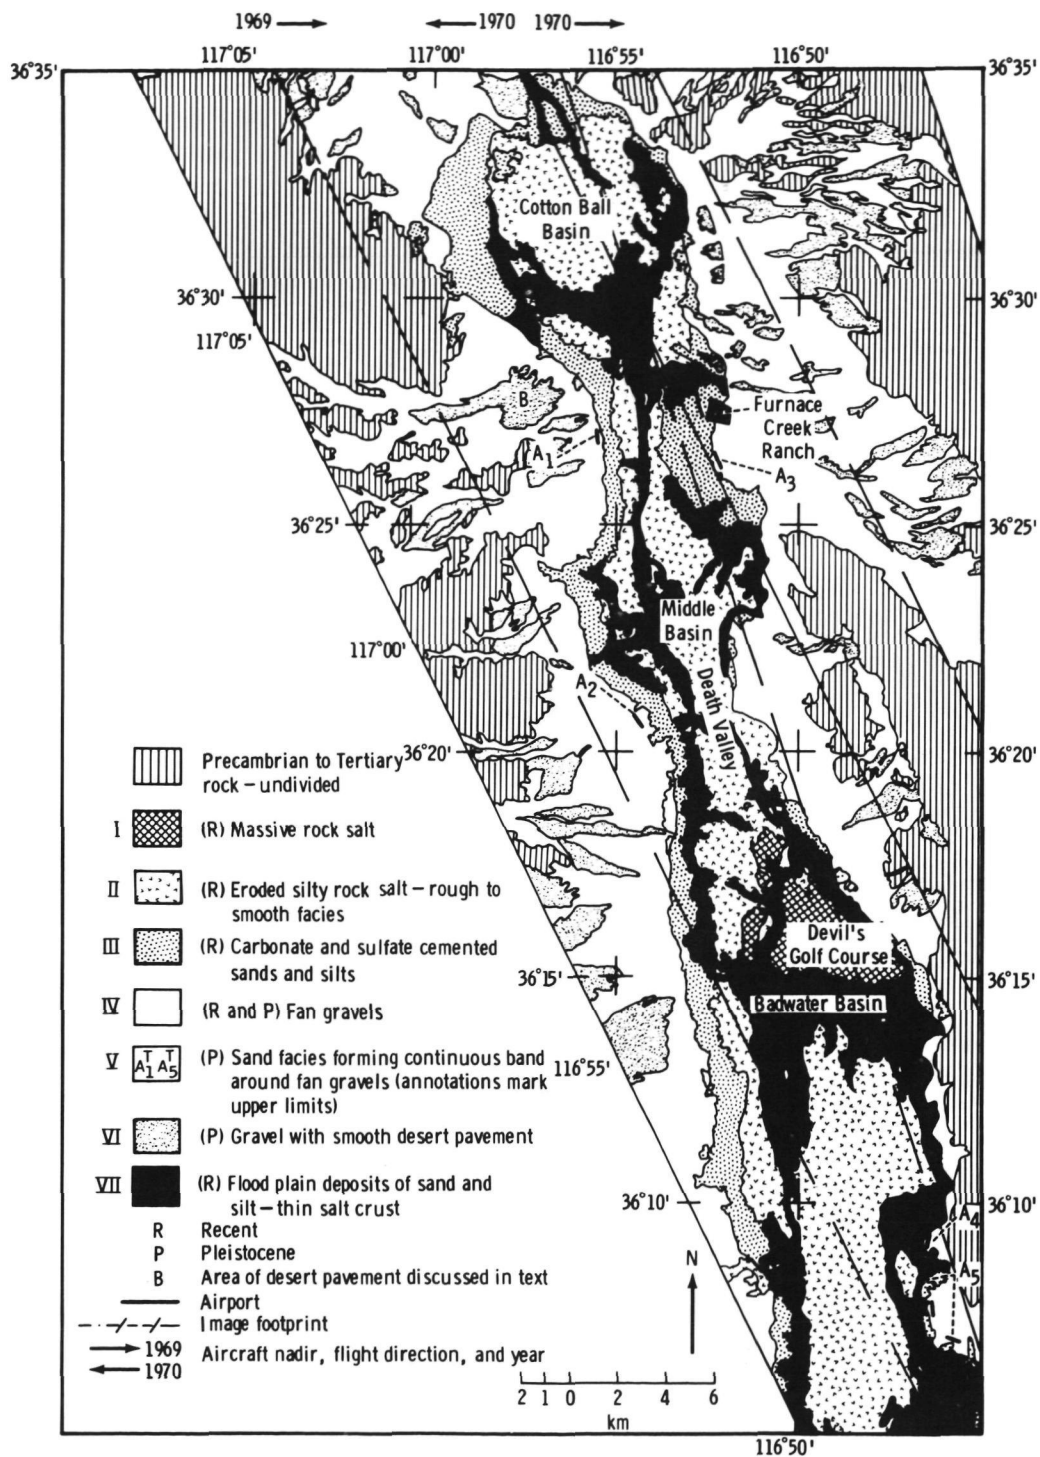 1969 1970 1970
117°05' 117°00' 116°55' 116°50'
36°35' 36°35'
Cotton Ball
Basin
36°30' 36°30'
117°05'
B
Furnace
Creek
Ranch
A1
A3
36°25' 36°25'
Middle
Basin
117°00'
A2
Death Valley
36°20' 36°20'
Precambrian to Tertiary
rock – undivided
I (R) Massive rock salt
II (R) Eroded silty rock salt – rough to
smooth facies
III (R) Carbonate and sulfate cemented
sands and silts
Devil's
Golf Course
36°15' 36°15'
Badwater Basin
IV (R and P) Fan gravels
V A1T A5T (P) Sand facies forming continuous band
around fan gravels (annotations mark
upper limits)
116°55'
VI (P) Gravel with smooth desert pavement
VII (R) Flood plain deposits of sand and
silt – thin salt crust
36°10' 36°10'
A4
A5
R Recent
P Pleistocene
B Area of desert pavement discussed in text
Airport
Image footprint
1969 Aircraft nadir, flight direction, and year
1970
N
2 1 0 2 4 6
km
116°50'